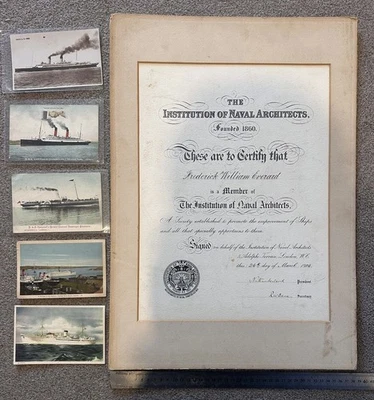 THE
INSTITUTION OF NAVAL ARCHITECTS.
Founded 1860.
These are to Certify that
Frederick William Everard
is a Member of
The Institution of Naval Architects,
A Society established to promote the improvement of Ships
and all that specially appertains to them.
Signed on behalf of the Institution of Naval Architects
5, Adelphi Terrace, London, W.C.
this 24th day of March
President
Secretary